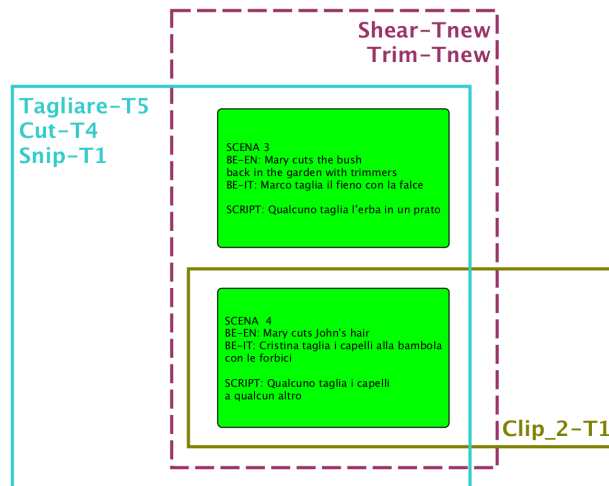 Shear-Tnew
Trim-Tnew
Tagliare-T5
Cut-T4
Snip-T1
SCENA 3
BE-EN: Mary cuts the bush
back in the garden with trimmers
BE-IT: Marco taglia il fieno con la falce
SCRIPT: Qualcuno taglia l'erba in un prato
SCENA 4
BE-EN: Mary cuts John's hair
BE-IT: Cristina taglia i capelli alla bambola
con le forbici
SCRIPT: Qualcuno taglia i capelli
a qualcun altro
Clip_2-T1